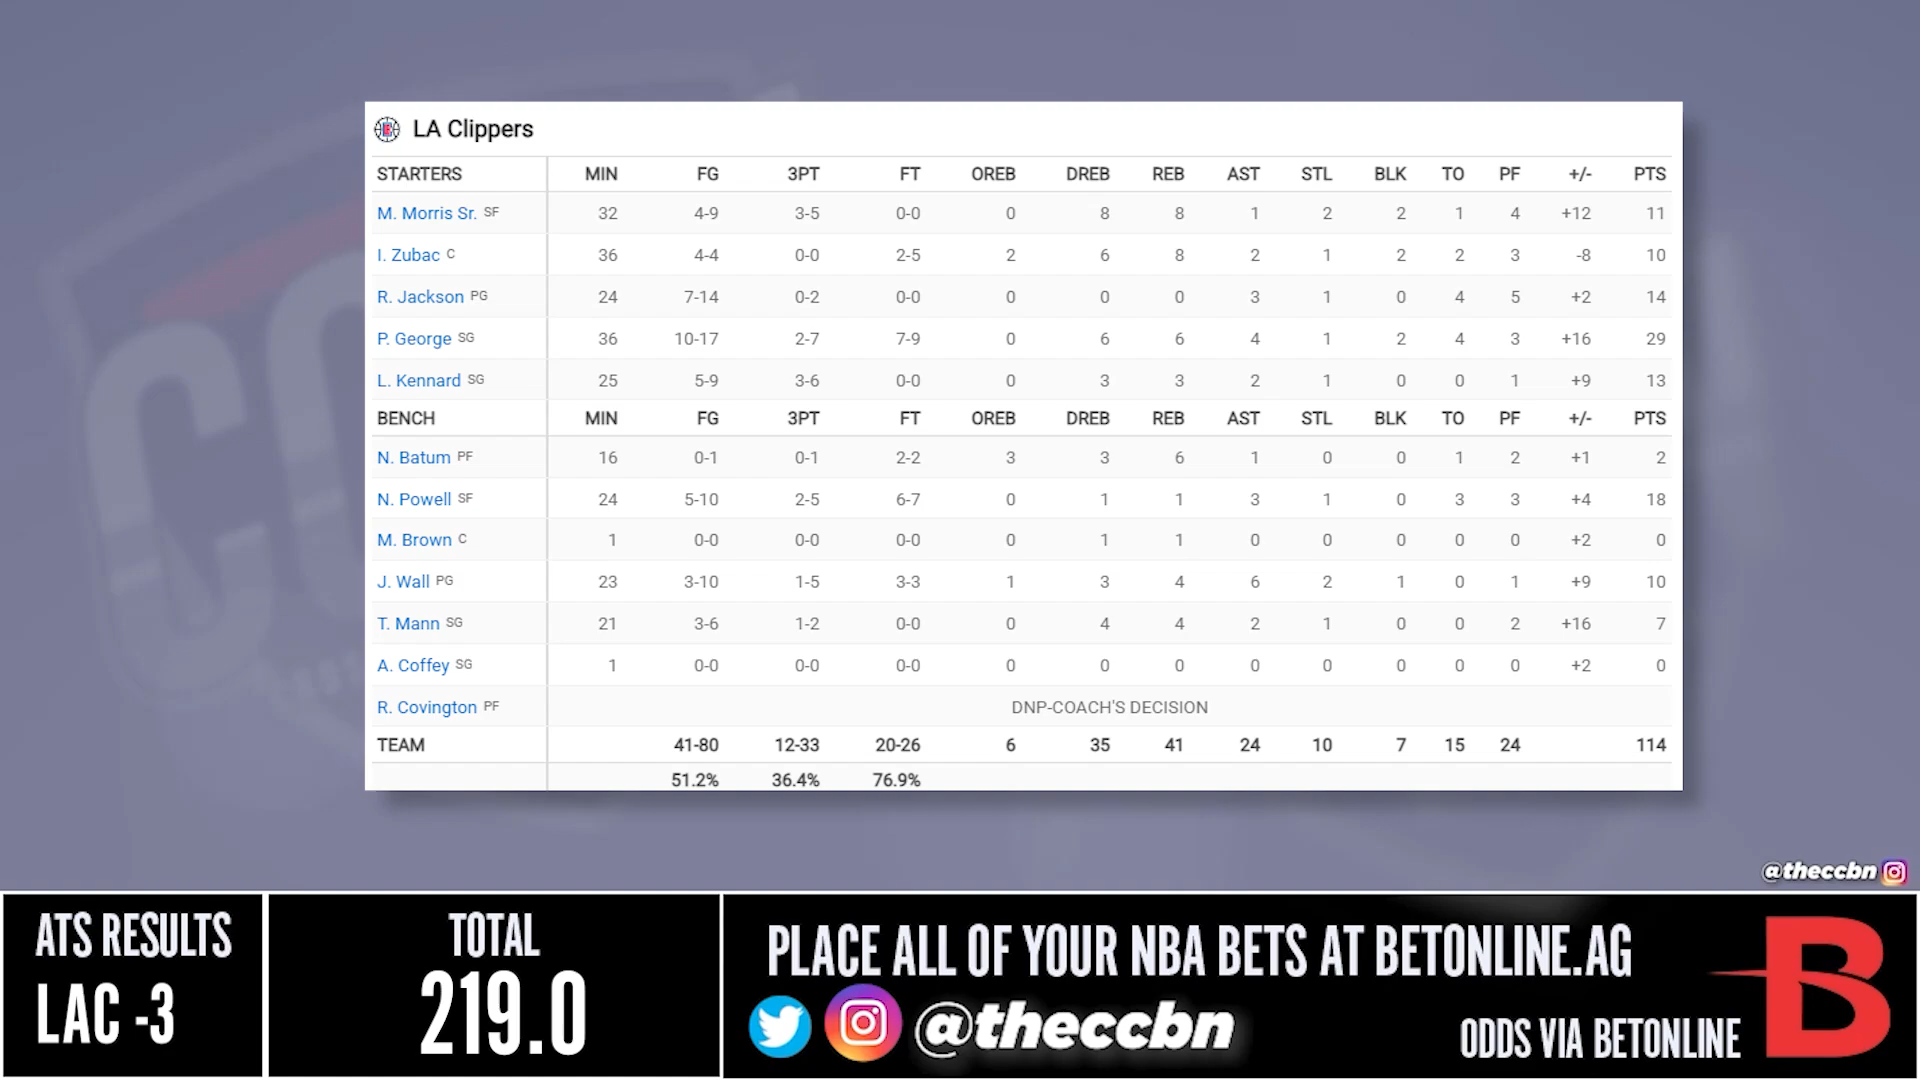 LA Clippers
STARTERS MIN FG 3PT FT OREB DREB REB AST STL BLK TO PF +/- PTS
M. Morris Sr. SF 32 4-9 3-5 0-0 0 8 8 1 2 2 1 4 +12 11
I. Zubac C 36 4-4 0-0 2-5 2 6 8 2 1 2 2 3 -8 10
R. Jackson PG 24 7-14 0-2 0-0 0 0 0 3 1 0 4 5 +2 14
P. George SG 36 10-17 2-7 7-9 0 6 6 4 1 2 4 3 +16 29
L. Kennard SG 25 5-9 3-6 0-0 0 3 3 2 1 0 0 1 +9 13
BENCH MIN FG 3PT FT OREB DREB REB AST STL BLK TO PF +/- PTS
N. Batum PF 16 0-1 0-1 2-2 3 3 6 1 0 0 1 2 +1 2
N. Powell SF 24 5-10 2-5 6-7 0 1 1 3 1 0 3 3 +4 18
M. Brown C 1 0-0 0-0 0-0 0 1 1 0 0 0 0 0 +2 0
J. Wall PG 23 3-10 1-5 3-3 1 3 4 6 2 1 0 1 +9 10
T. Mann SG 21 3-6 1-2 0-0 0 4 4 2 1 0 0 2 +16 7
A. Coffey SG 1 0-0 0-0 0-0 0 0 0 0 0 0 0 0 +2 0
R. Covington PF DNP-COACH'S DECISION
TEAM 41-80 12-33 20-26 6 35 41 24 10 7 15 24 114
51.2% 36.4% 76.9%
@theccbn
ATS RESULTS
LAC -3
TOTAL
219.0
PLACE ALL OF YOUR NBA BETS AT BETONLINE.AG
@theccbn
ODDS VIA BETONLINE
B